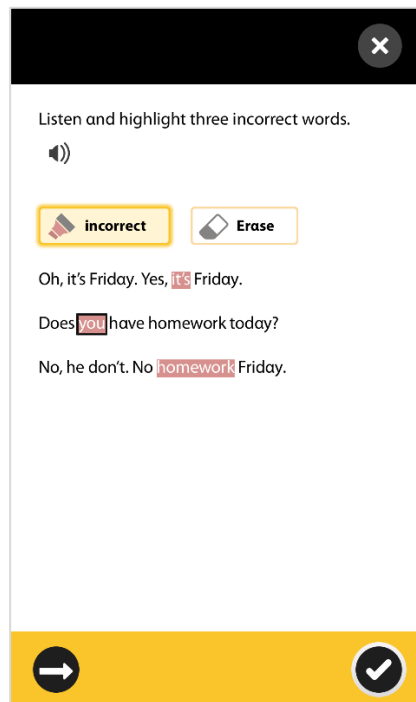 Listen and highlight three incorrect words.
incorrect Erase
Oh, it's Friday. Yes, it's Friday.
Does you have homework today?
No, he don't. No homework Friday.